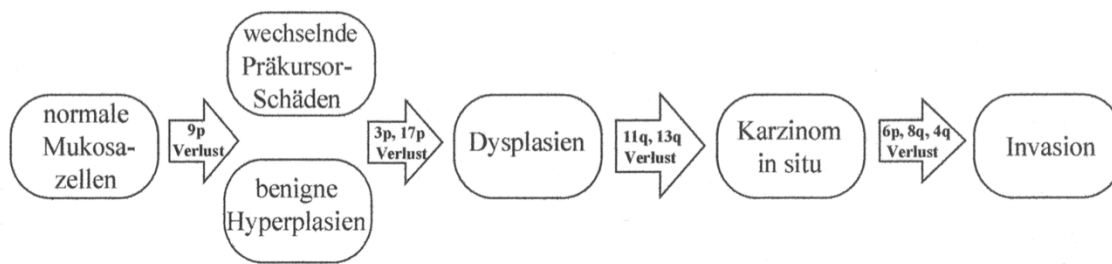 normale
Mukosa-
zellen
9p
Verlust
wechselnde
Präkursor-
Schäden
benigne
Hyperplasien
3p, 17p
Verlust
Dysplasien
11q, 13q
Verlust
Karzinom
in situ
6p, 8q, 4q
Verlust
Invasion